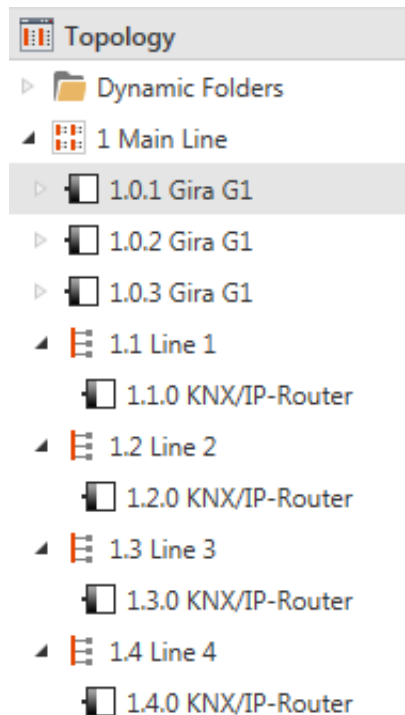 Topology
Dynamic Folders
1 Main Line
1.0.1 Gira G1
1.0.2 Gira G1
1.0.3 Gira G1
1.1 Line 1
1.1.0 KNX/IP-Router
1.2 Line 2
1.2.0 KNX/IP-Router
1.3 Line 3
1.3.0 KNX/IP-Router
1.4 Line 4
1.4.0 KNX/IP-Router